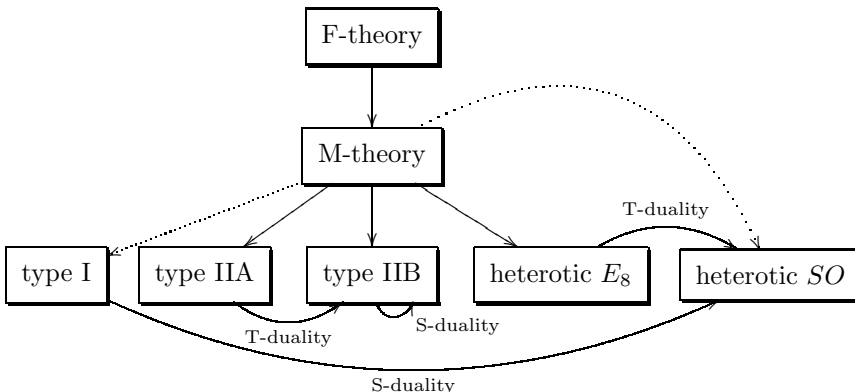 F-theory
M-theory
T-duality
type I
type IIA
type IIB
heterotic E₈
heterotic SO
T-duality
S-duality
S-duality